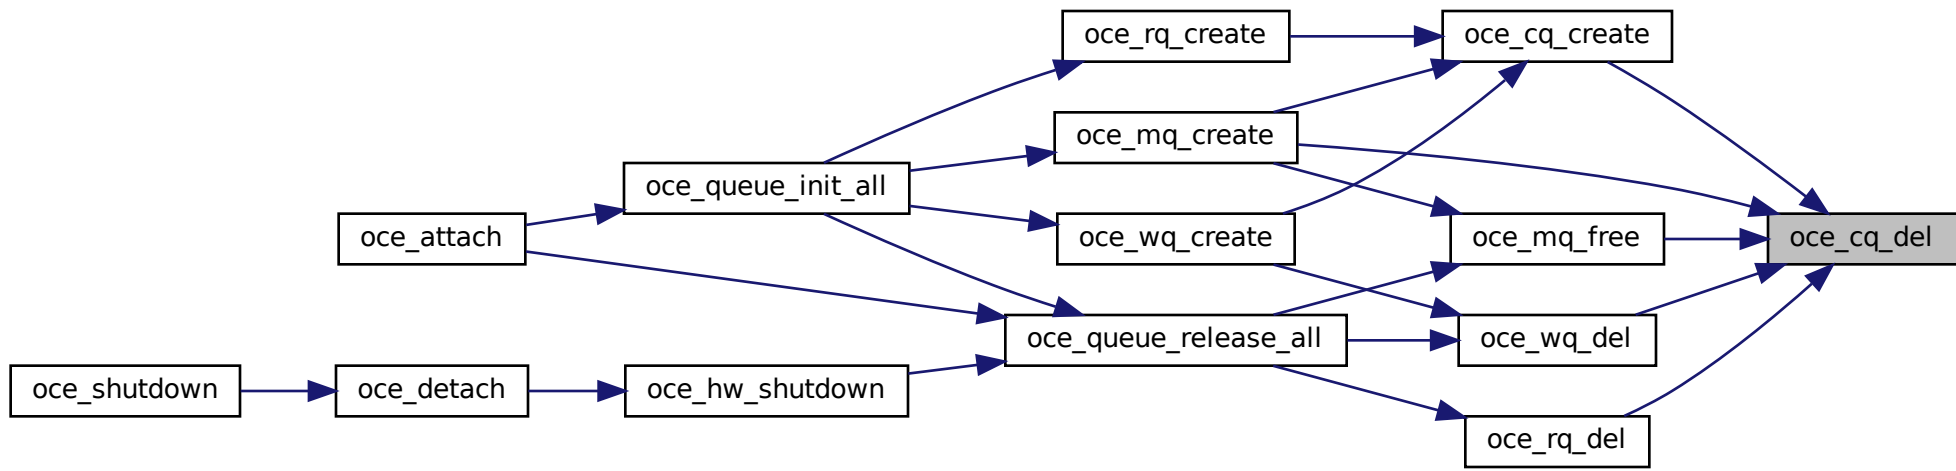 oce_rq_create
oce_cq_create
oce_mq_create
oce_queue_init_all
oce_attach
oce_wq_create
oce_mq_free
oce_cq_del
oce_queue_release_all
oce_wq_del
oce_shutdown
oce_detach
oce_hw_shutdown
oce_rq_del